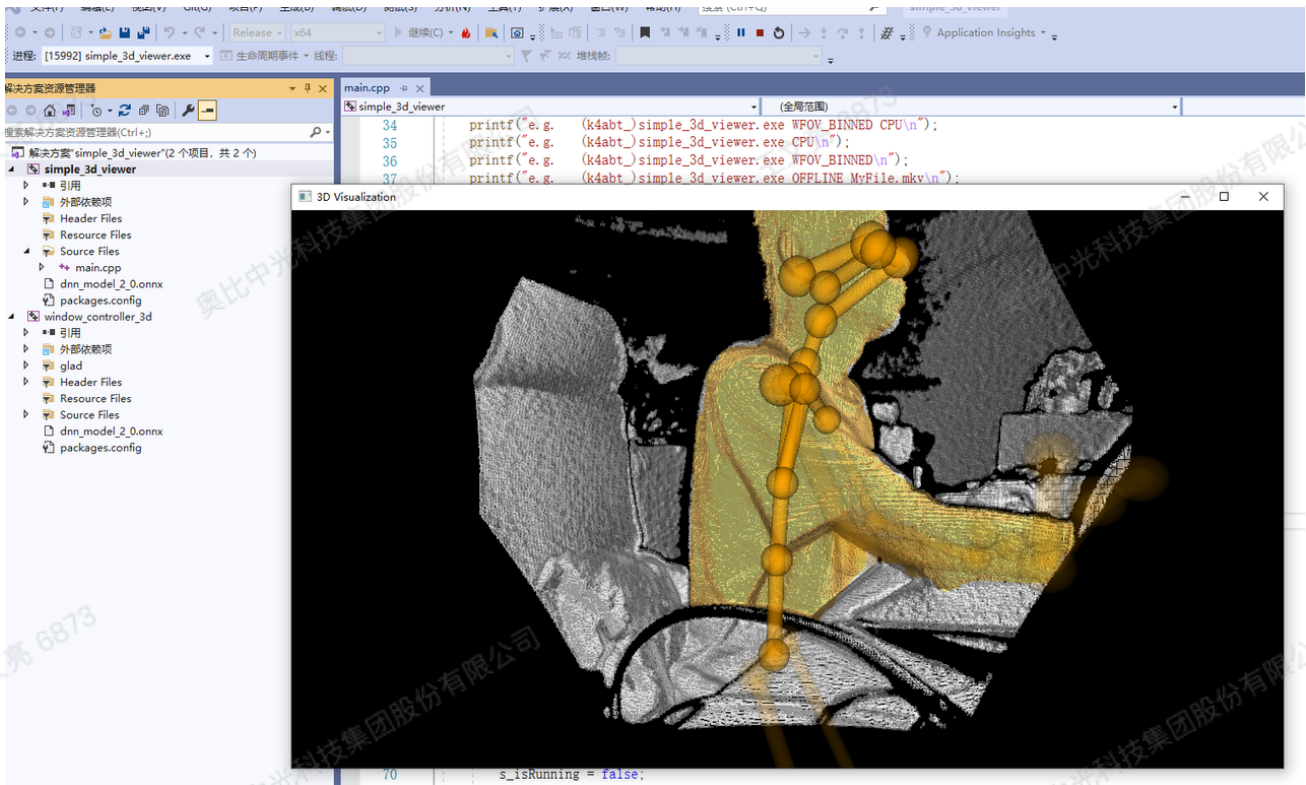 Release x64 继续(C) Application Insights
进程: [15992] simple_3d_viewer.exe 生命周期事件 线程: 堆栈帧:
解决方案资源管理器
搜索解决方案资源管理器(Ctrl+;)
解决方案"simple_3d_viewer"(2 个项目，共 2 个)
simple_3d_viewer
引用
外部依赖项
Header Files
Resource Files
Source Files
main.cpp
dnn_model_2_0.onnx
packages.config
window_controller_3d
引用
外部依赖项
glad
Header Files
Resource Files
Source Files
dnn_model_2_0.onnx
packages.config
main.cpp
simple_3d_viewer (全局范围)
34 printf("e.g. (k4abt_)simple_3d_viewer.exe WFOV_BINNED CPU\n");
35 printf("e.g. (k4abt_)simple_3d_viewer.exe CPU\n");
36 printf("e.g. (k4abt_)simple_3d_viewer.exe WFOV_BINNED\n");
37 printf("e.g. (k4abt_)simple_3d_viewer.exe OFFLINE MyFile.mkv\n");
3D Visualization
70 s_isRunning = false;
亮 6873
奥比中光科技集团股份有限公司